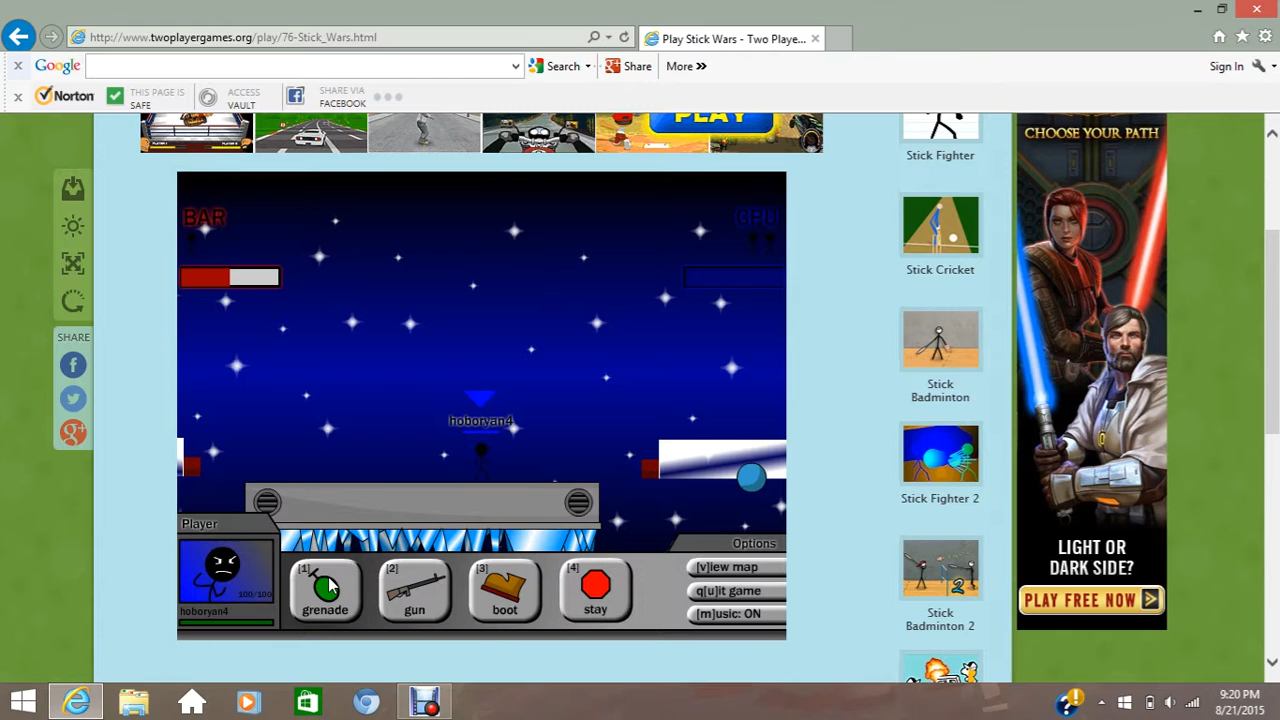 http://www.twoplayergames.org/play/76-Stick_Wars.html
Play Stick Wars - Two Playe...
Google
Search
Share
More »
Sign In
Norton
THIS PAGE IS
SAFE
ACCESS
VAULT
SHARE VIA
FACEBOOK
PLAY
Stick Fighter
CHOOSE YOUR PATH
BAR
CPU
Stick Cricket
SHARE
Stick
Badminton
hoboryan4
Stick Fighter 2
Player
Options
100/100
hoboryan4
[1]
grenade
[2]
gun
[3]
boot
[4]
stay
[v]iew map
q[u]it game
[m]usic: ON
2
Stick
Badminton 2
LIGHT OR
DARK SIDE?
PLAY FREE NOW
9:20 PM
8/21/2015